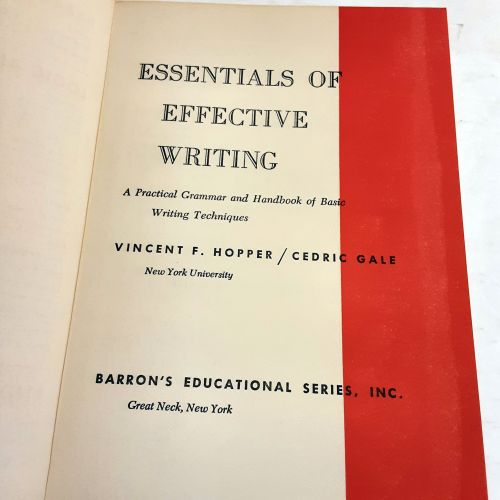 ESSENTIALS OF
EFFECTIVE
WRITING
A Practical Grammar and Handbook of Basic
Writing Techniques
VINCENT F. HOPPER / CEDRIC GALE
New York University
BARRON'S EDUCATIONAL SERIES, INC.
Great Neck, New York